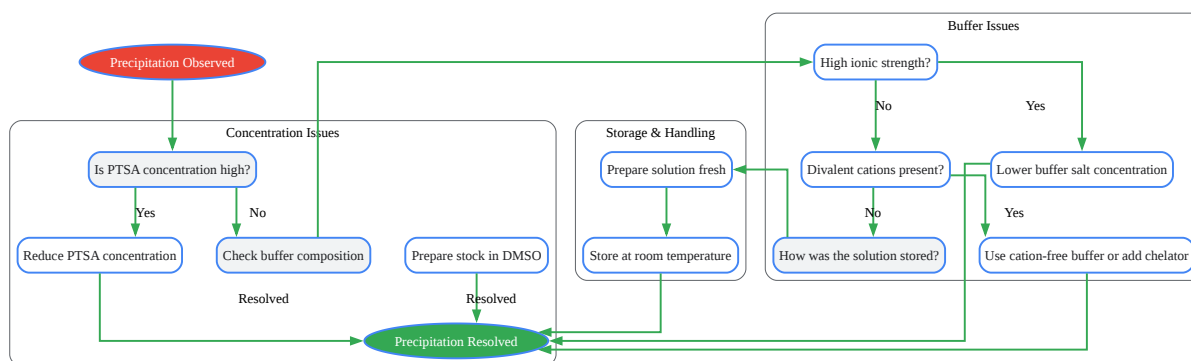 Buffer Issues
Precipitation Observed
High ionic strength?
No
Yes
Concentration Issues
Storage & Handling
Is PTSA concentration high?
Prepare solution fresh
Divalent cations present?
Lower buffer salt concentration
Yes
No
No
Yes
Reduce PTSA concentration
Check buffer composition
Prepare stock in DMSO
Store at room temperature
How was the solution stored?
Use cation-free buffer or add chelator
Resolved
Resolved
Precipitation Resolved